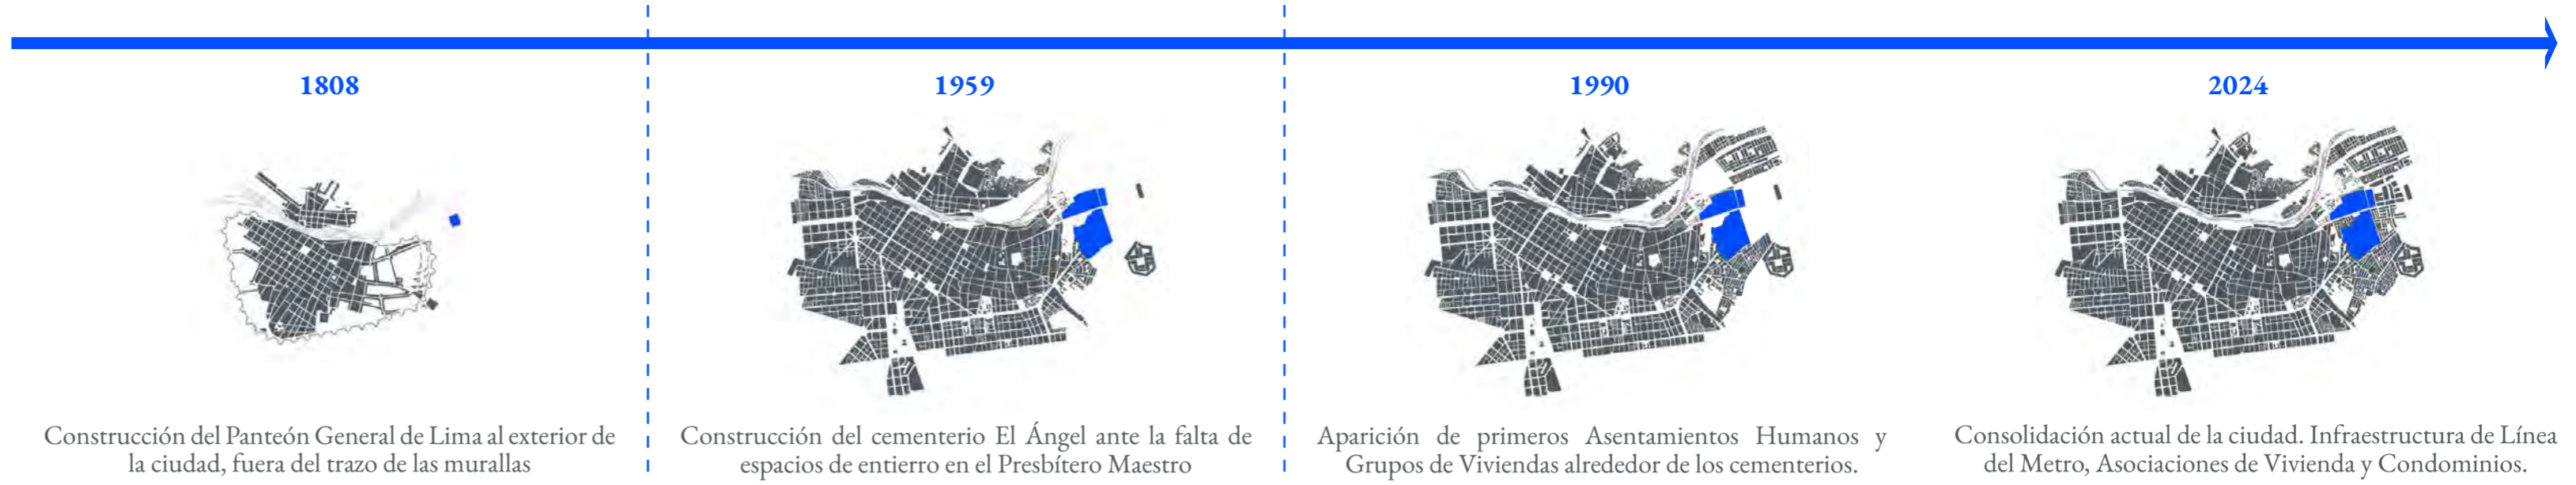 1808
1959
1990
2024
Construcción del Panteón General de Lima al exterior de
la ciudad, fuera del trazo de las murallas
Construcción del cementerio El Ángel ante la falta de
espacios de entierro en el Presbítero Maestro
Aparición de primeros Asentamientos Humanos y
Grupos de Viviendas alrededor de los cementerios.
Consolidación actual de la ciudad. Infraestructura de Línea
del Metro, Asociaciones de Vivienda y Condominios.